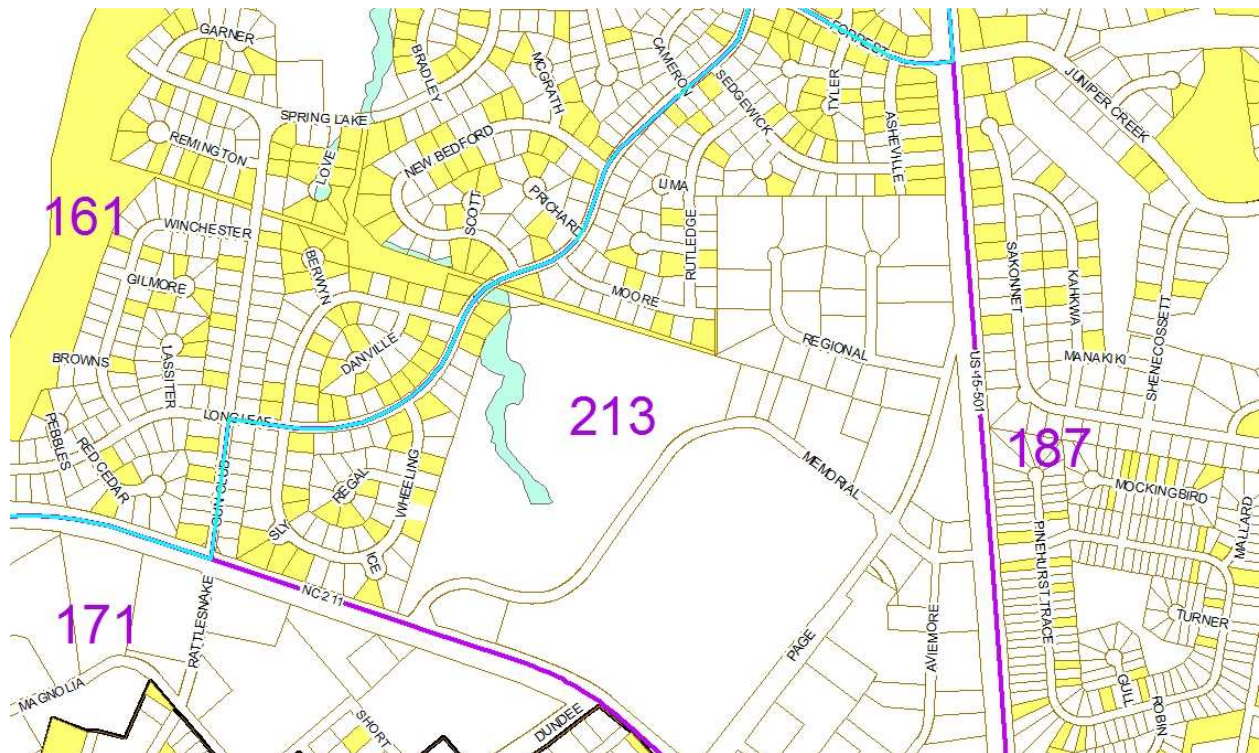 GARNER
BRADLEY
MCGRATH
CAMERON
FORREST
SEDGEWICK
TYLER
JUNIPER CREEK
SPRING LAKE
REMINGTON
LOVE
NEW BEDFORD
ASHEVILLE
161
WINCHESTER
SCOTT
PRICHARD
LIMA
RUTLEDGE
GILMORE
BERWYN
MOORE
SAKONNET
KAHKWA
SHENECOSSETT
BROWNS
LASSITER
DANVILLE
REGIONAL
US-15-501
MANAKIKI
213
187
PEBBLES
RED CEDAR
LONGLEAF
GUN CLUB
REGAL
WHEELING
MEMORIAL
MOCKINGBIRD
MALLARD
SLY
ICE
PINEHURST TRACE
NC 211
171
RATTLESNAKE
PAGE
AVIEMORE
TURNER
MAGNOLIA
SHORT
DUNDEE
GULL
ROBIN